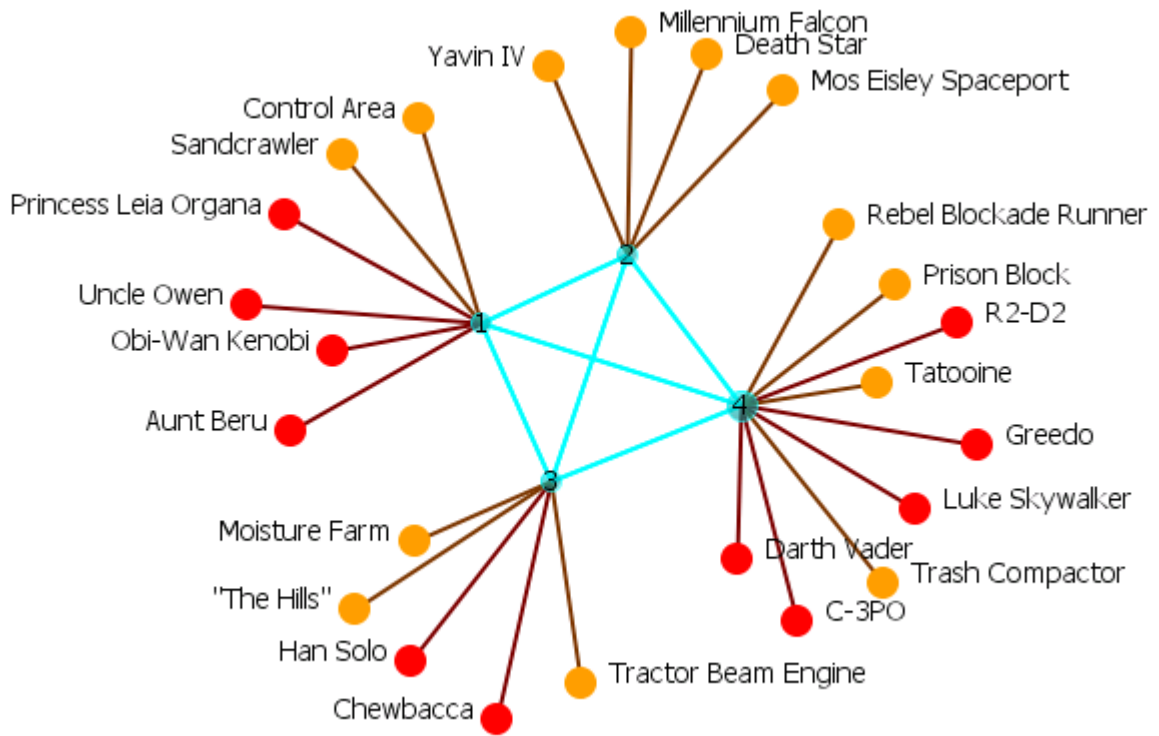 Millennium Falcon
Yavin IV
Death Star
Mos Eisley Spaceport
Control Area
Sandcrawler
Princess Leia Organa
Rebel Blockade Runner
2
Prison Block
Uncle Owen
R2-D2
1
Obi-Wan Kenobi
Tatooine
4
Aunt Beru
Greedo
3
Luke Skywalker
Moisture Farm
Darth Vader
Trash Compactor
"The Hills"
C-3PO
Han Solo
Tractor Beam Engine
Chewbacca